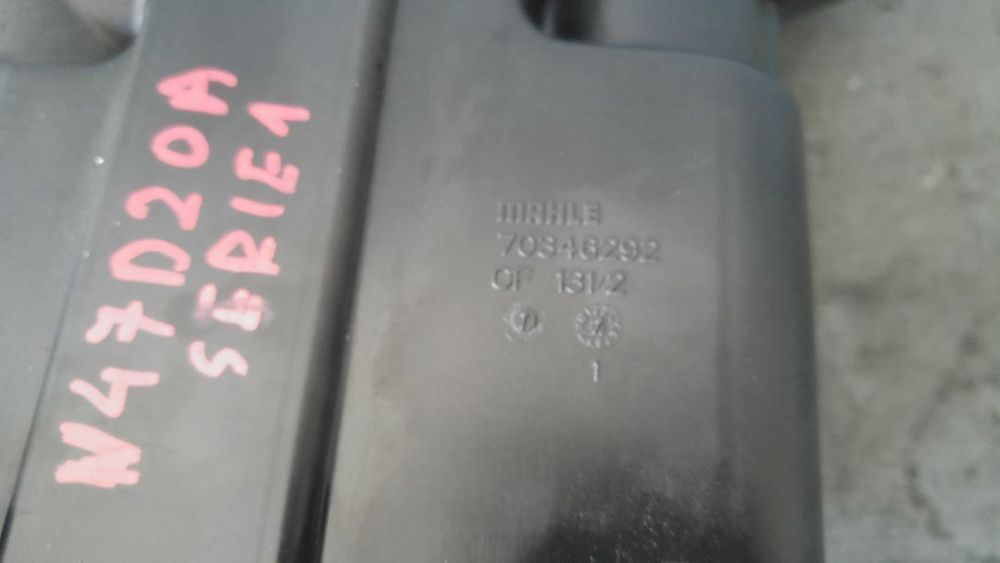 N47D20A
SERIE1
MAHLE
70346292
OF 131/2
1